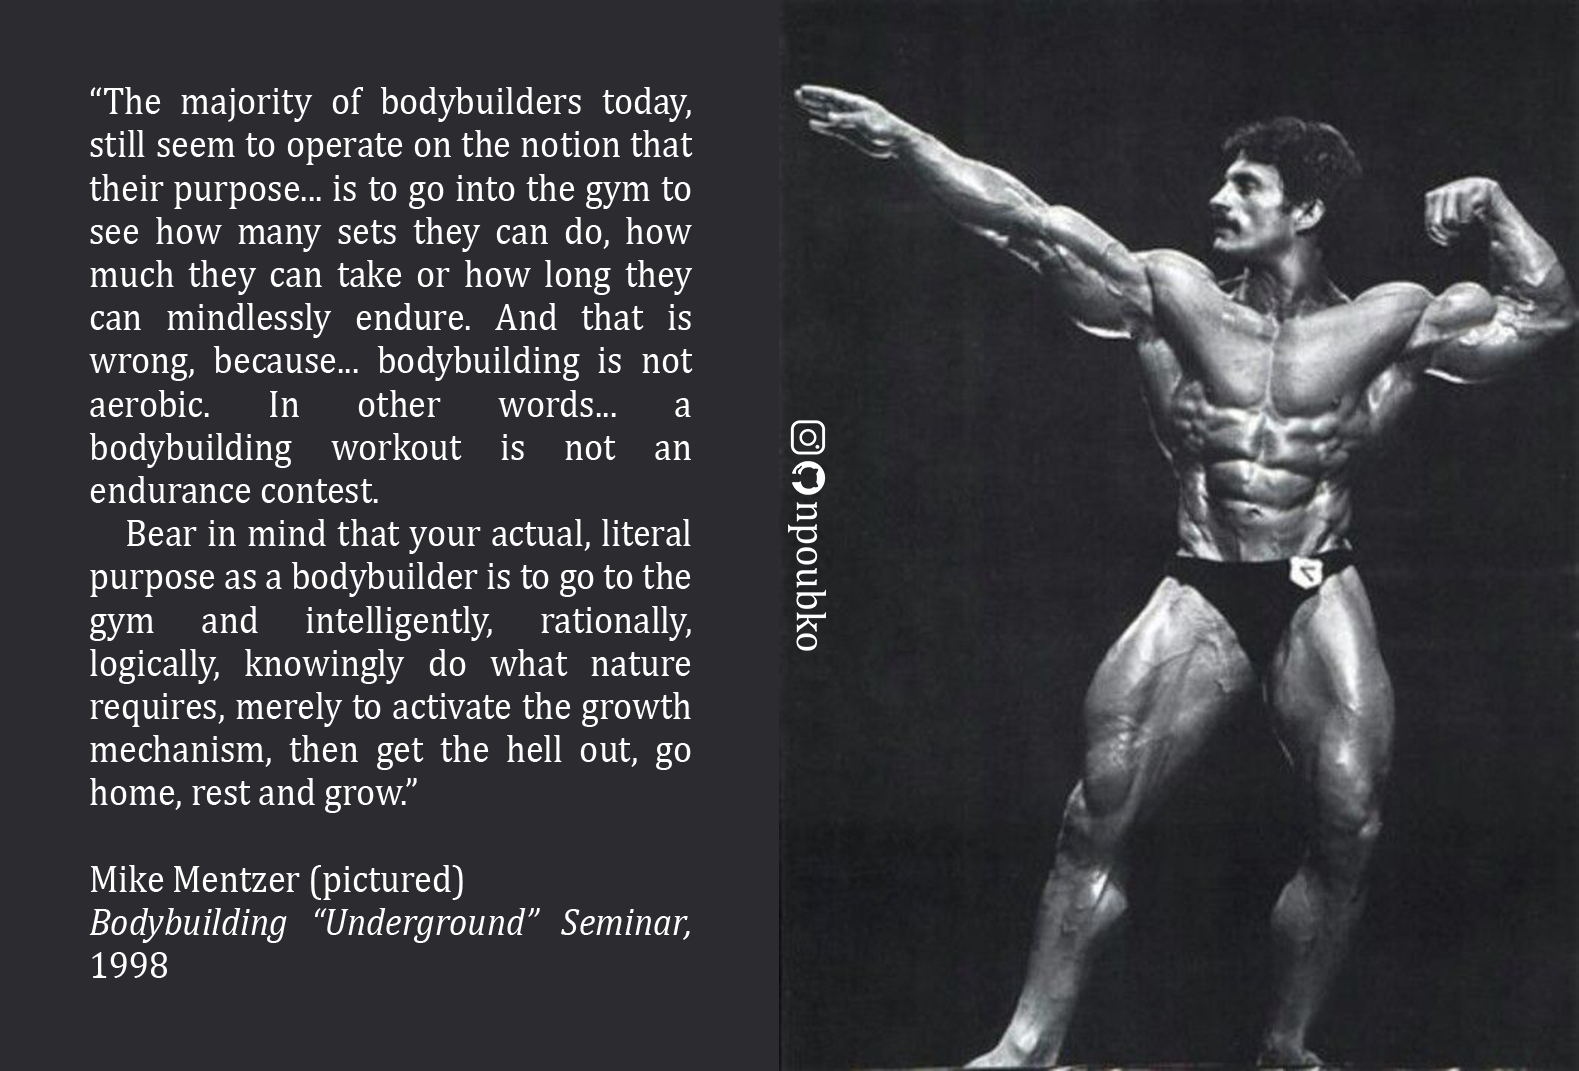 “The majority of bodybuilders today,
still seem to operate on the notion that
their purpose... is to go into the gym to
see how many sets they can do, how
much they can take or how long they
can mindlessly endure. And that is
wrong, because... bodybuilding is not
aerobic. In other words... a
bodybuilding workout is not an
endurance contest.
Bear in mind that your actual, literal
purpose as a bodybuilder is to go to the
gym and intelligently, rationally,
logically, knowingly do what nature
requires, merely to activate the growth
mechanism, then get the hell out, go
home, rest and grow.”
Mike Mentzer (pictured)
Bodybuilding “Underground” Seminar,
1998
npoubko
7